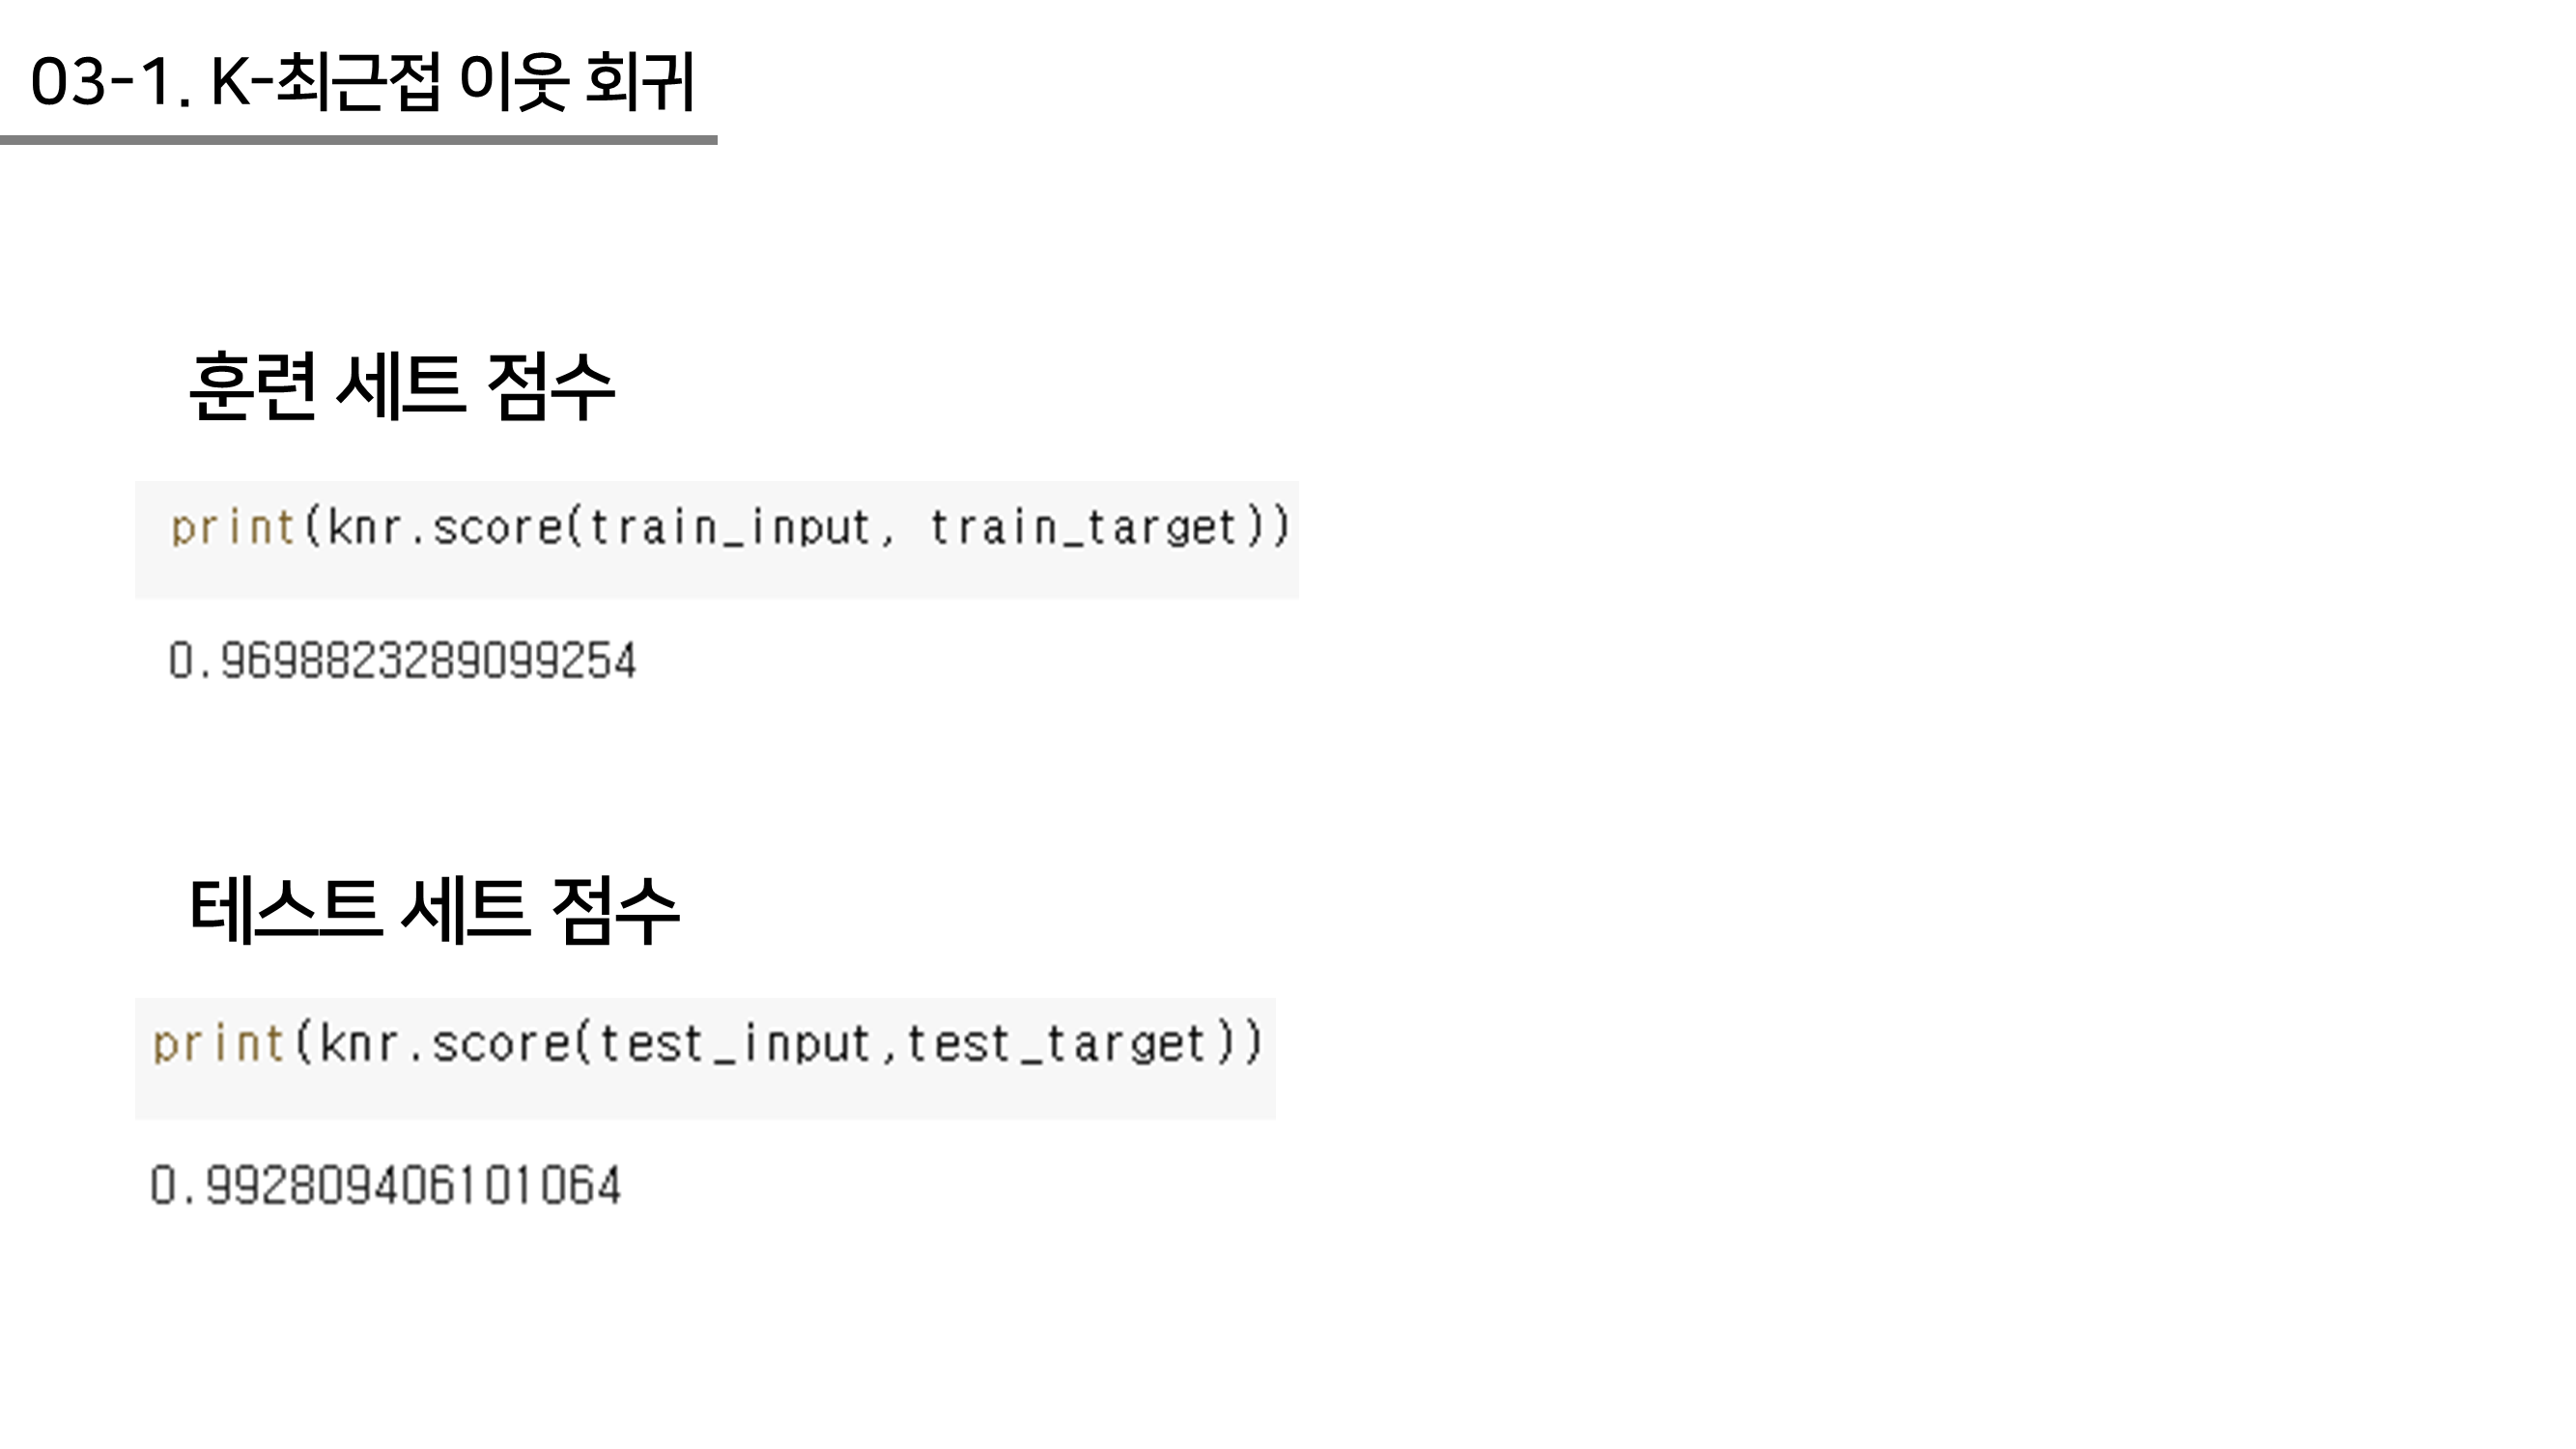 03-1. K-최근접 이웃 회귀
훈련 세트 점수
print(knr.score(train_input, train_target))
0.9698823289099254
테스트 세트 점수
print(knr.score(test_input,test_target))
0.992809406101064